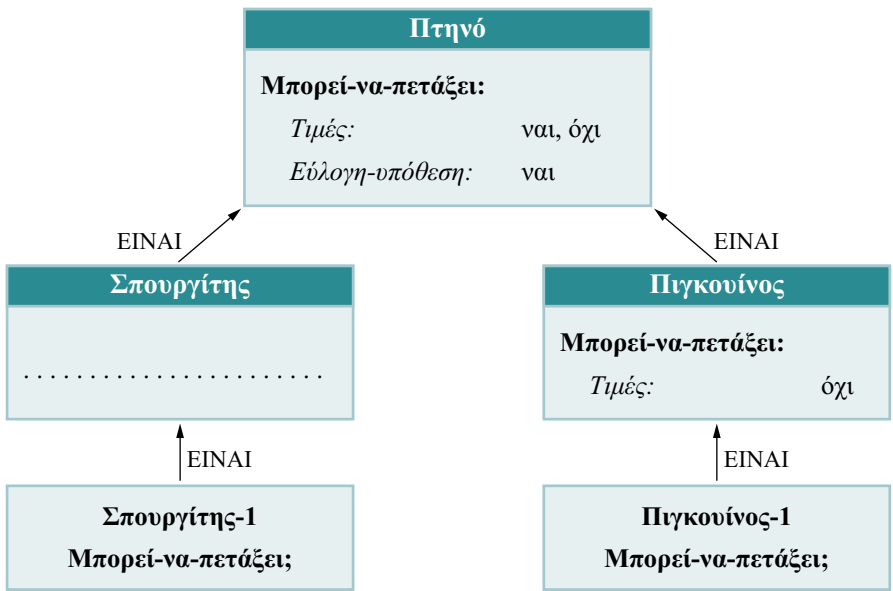 Πτηνό
Μπορεί-να-πετάξει:
Τιμές: ναι, όχι
Εύλογη-υπόθεση: ναι
ΕΙΝΑΙ ΕΙΝΑΙ
Σπουργίτης
. . . . . . . . . . . . . . . . . . . . . . .
Πιγκουίνος
Μπορεί-να-πετάξει:
Τιμές: όχι
ΕΙΝΑΙ ΕΙΝΑΙ
Σπουργίτης-1
Μπορεί-να-πετάξει;
Πιγκουίνος-1
Μπορεί-να-πετάξει;